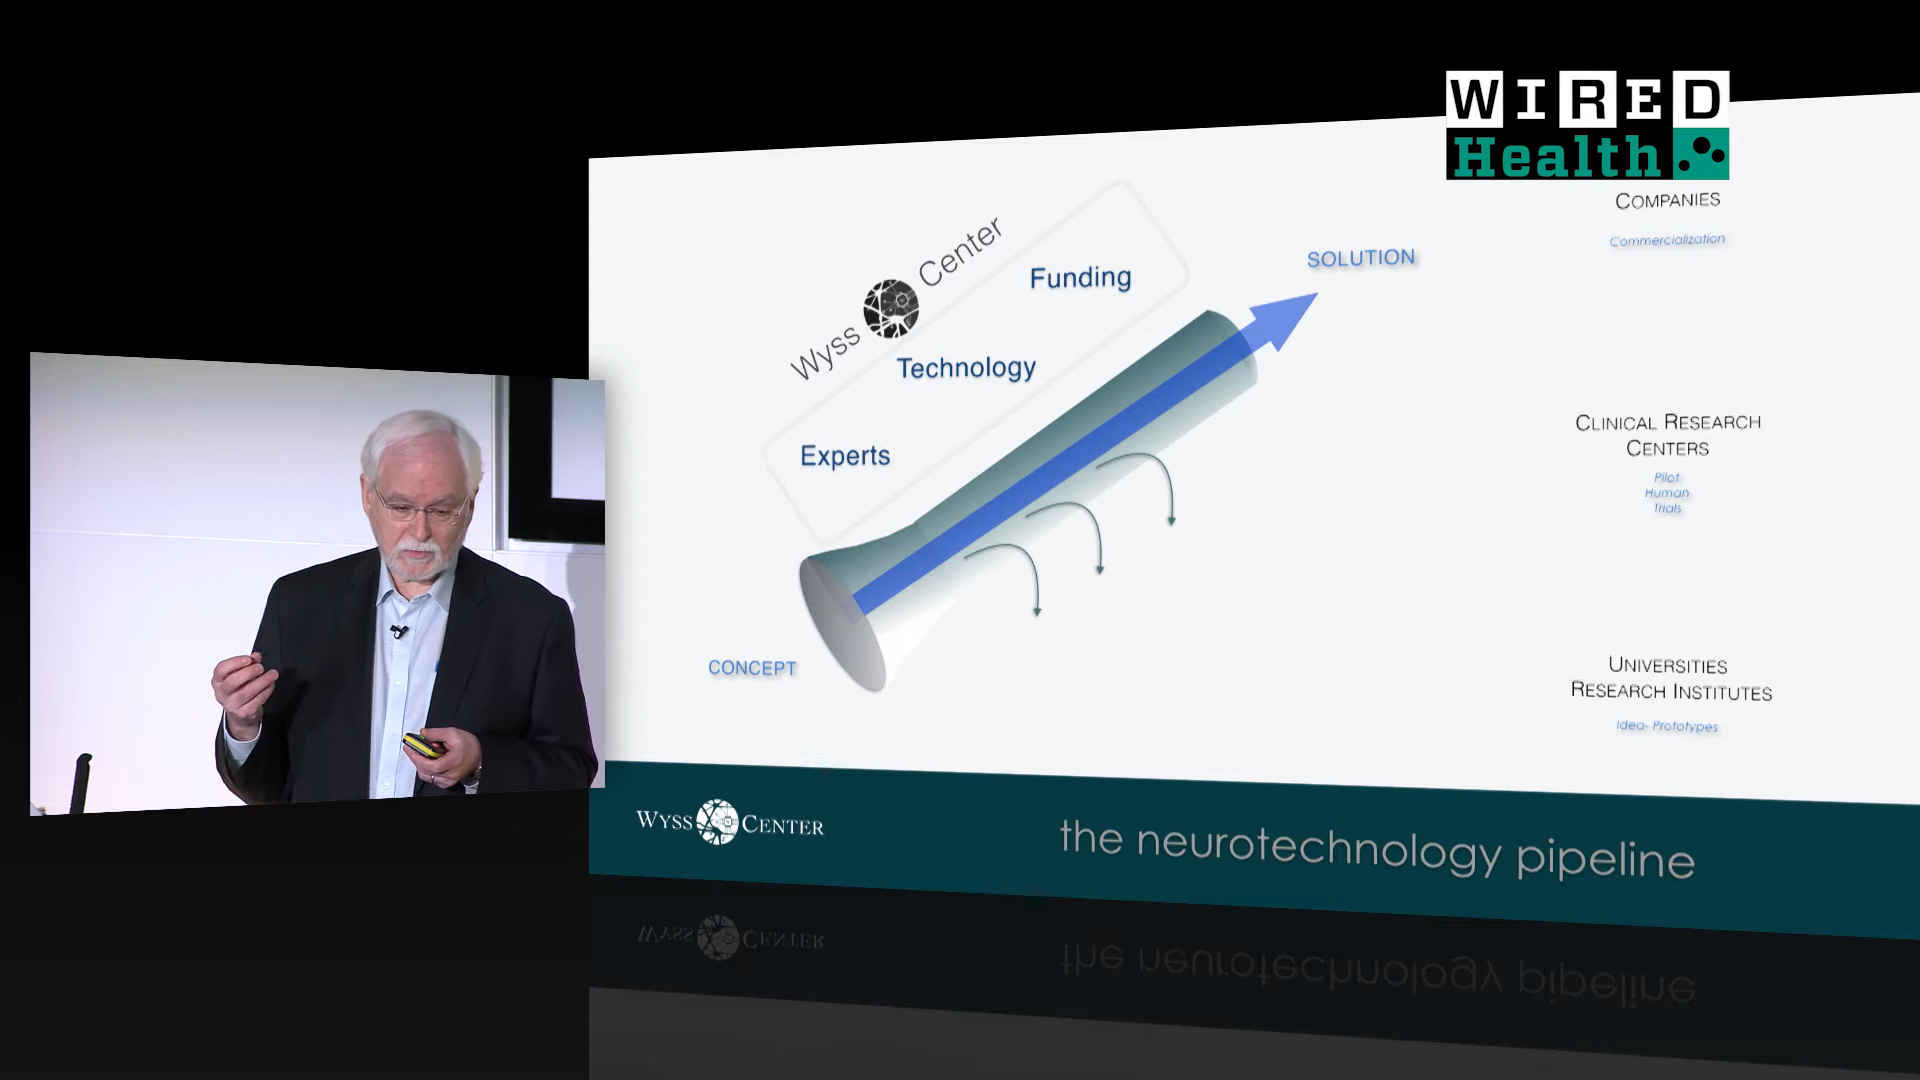 WIRED
Health
COMPANIES
Commercialization
Wyss Center
Funding
SOLUTION
Technology
Experts
CLINICAL RESEARCH
CENTERS
Pilot
Human
Trials
CONCEPT
UNIVERSITIES
RESEARCH INSTITUTES
Idea- Prototypes
WYSS CENTER
the neurotechnology pipeline